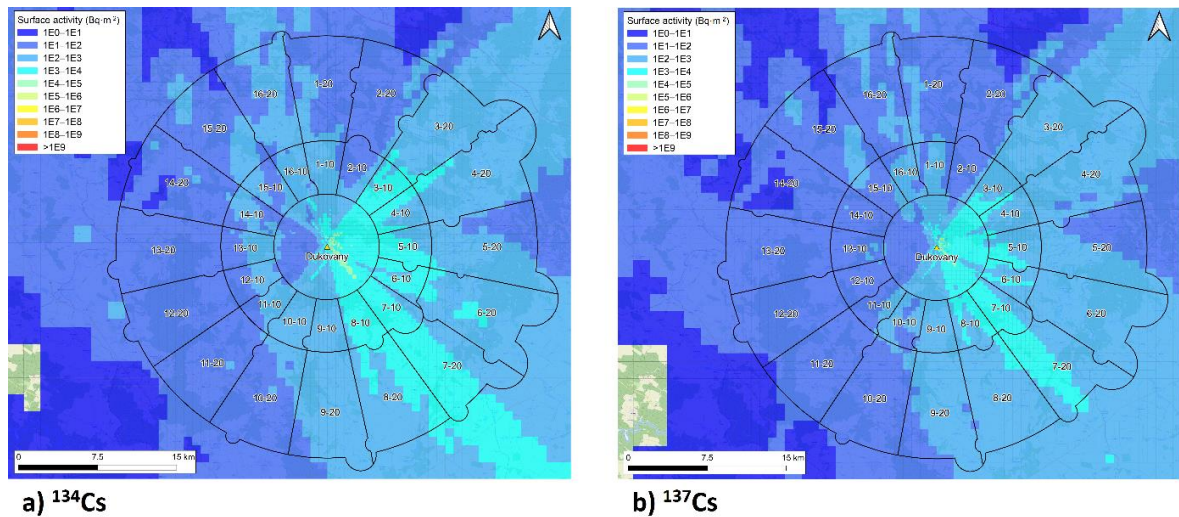 Surface activity (Bq·m⁻²)
1E0–1E1
1E1–1E2
1E2–1E3
1E3–1E4
1E4–1E5
1E5–1E6
1E6–1E7
1E7–1E8
1E8–1E9
>1E9
16-20
1-20
2-20
15-20
3-20
14-20
16-10
1-10
2-10
15-10
3-10
4-20
14-10
4-10
13-20
13-10
5-10
5-20
Dukovany
12-10
6-10
12-20
11-10
7-10
6-20
10-10
9-10
8-10
11-20
7-20
10-20
9-20
8-20
0 7.5 15 km
a) ¹³⁴Cs
Surface activity (Bq·m⁻²)
1E0–1E1
1E1–1E2
1E2–1E3
1E3–1E4
1E4–1E5
1E5–1E6
1E6–1E7
1E7–1E8
1E8–1E9
>1E9
16-20
1-20
2-20
15-20
3-20
14-20
16-10
1-10
2-10
15-10
3-10
4-20
14-10
4-10
13-20
13-10
5-10
5-20
Dukovany
12-10
6-10
12-20
11-10
7-10
6-20
10-10
9-10
8-10
11-20
7-20
10-20
9-20
8-20
0 7.5 15 km
b) ¹³⁷Cs